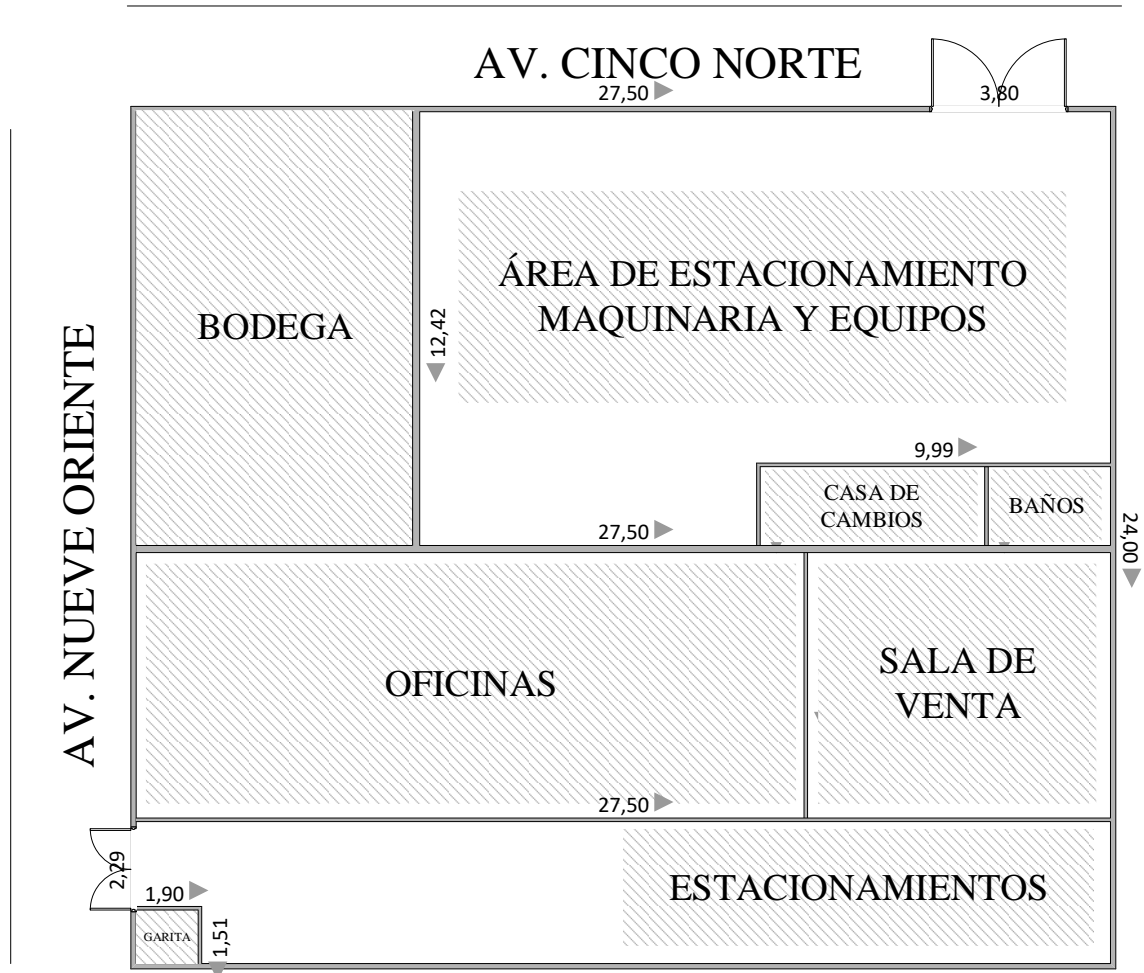 AV. CINCO NORTE
27,50
3,80
ÁREA DE ESTACIONAMIENTO
MAQUINARIA Y EQUIPOS
BODEGA
12,42
AV. NUEVE ORIENTE
9,99
CASA DE
CAMBIOS
BAÑOS
27,50
24,00
OFICINAS
SALA DE
VENTA
27,50
2,29
1,90
ESTACIONAMIENTOS
GARITA
1,51